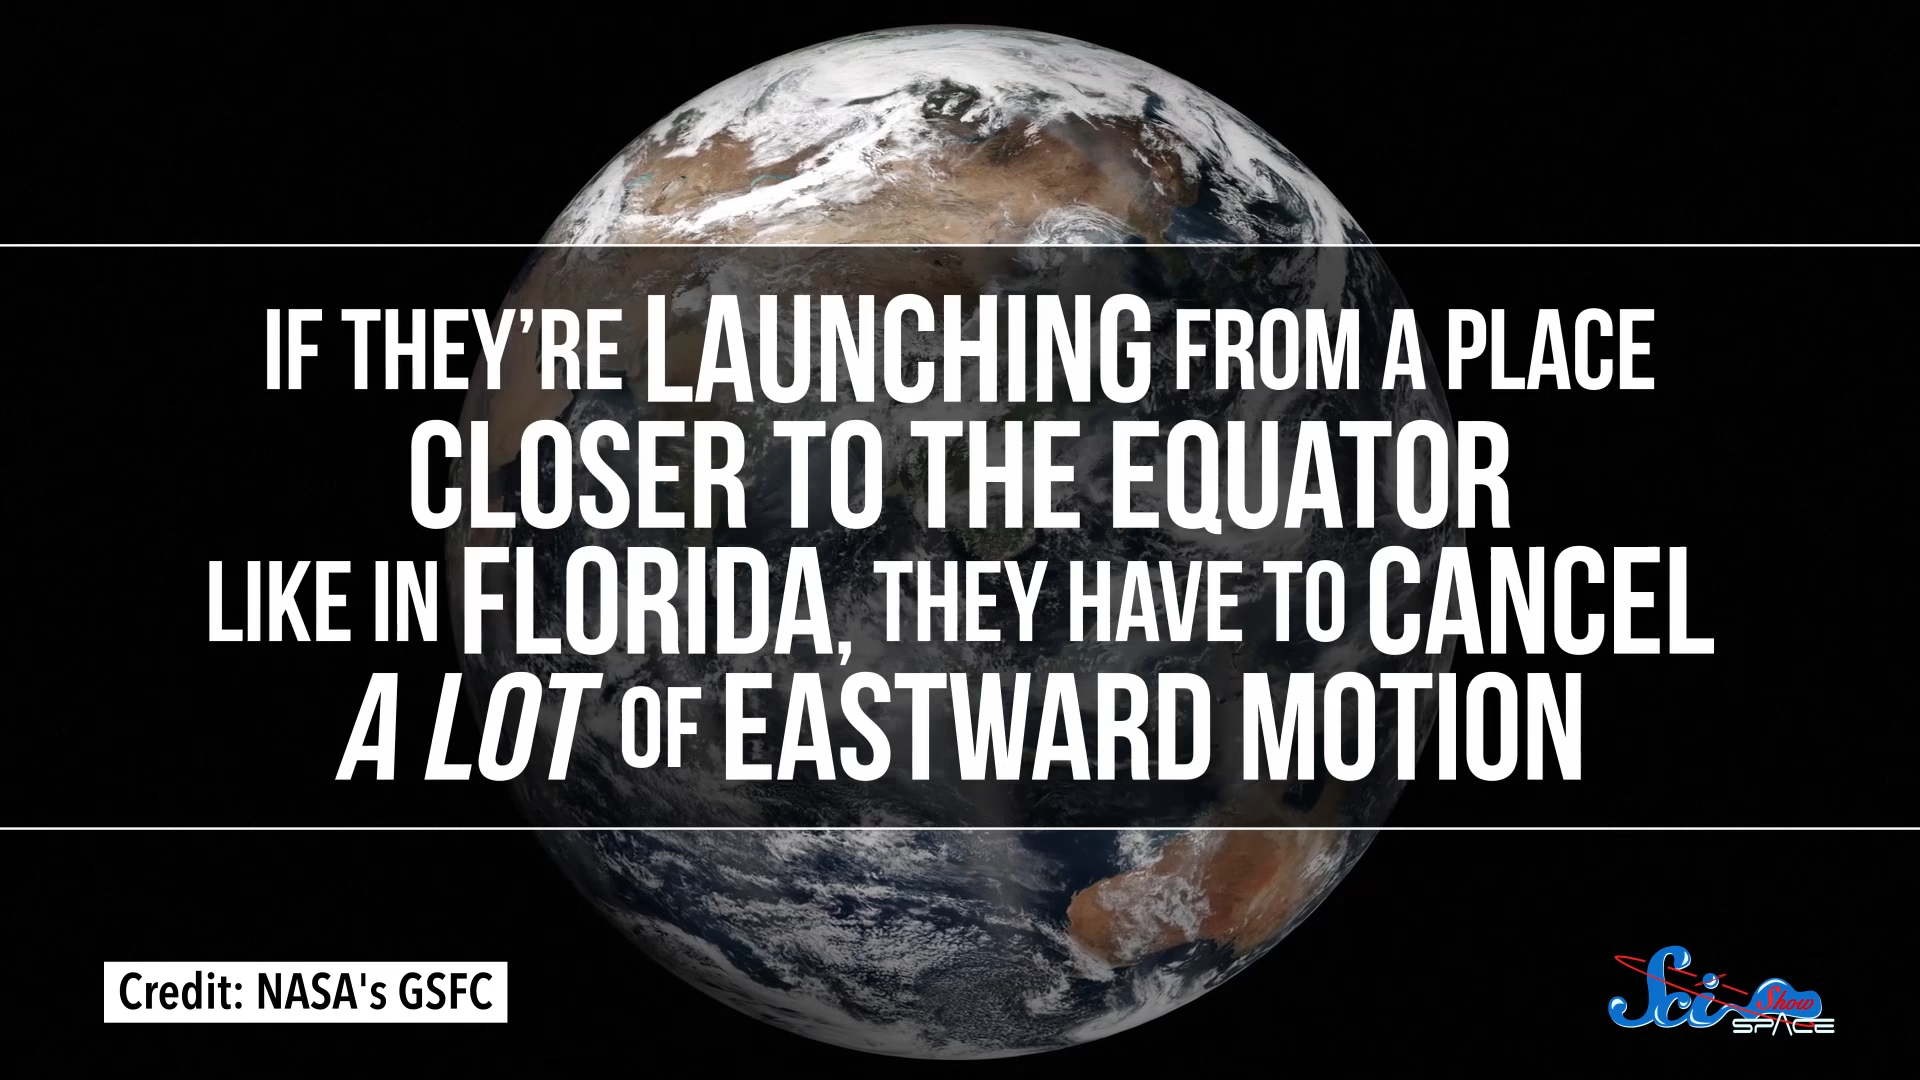 IF THEY’RE LAUNCHING FROM A PLACE
CLOSER TO THE EQUATOR
LIKE IN FLORIDA, THEY HAVE TO CANCEL
A LOT OF EASTWARD MOTION
Credit: NASA's GSFC
Sci Show
SPACE